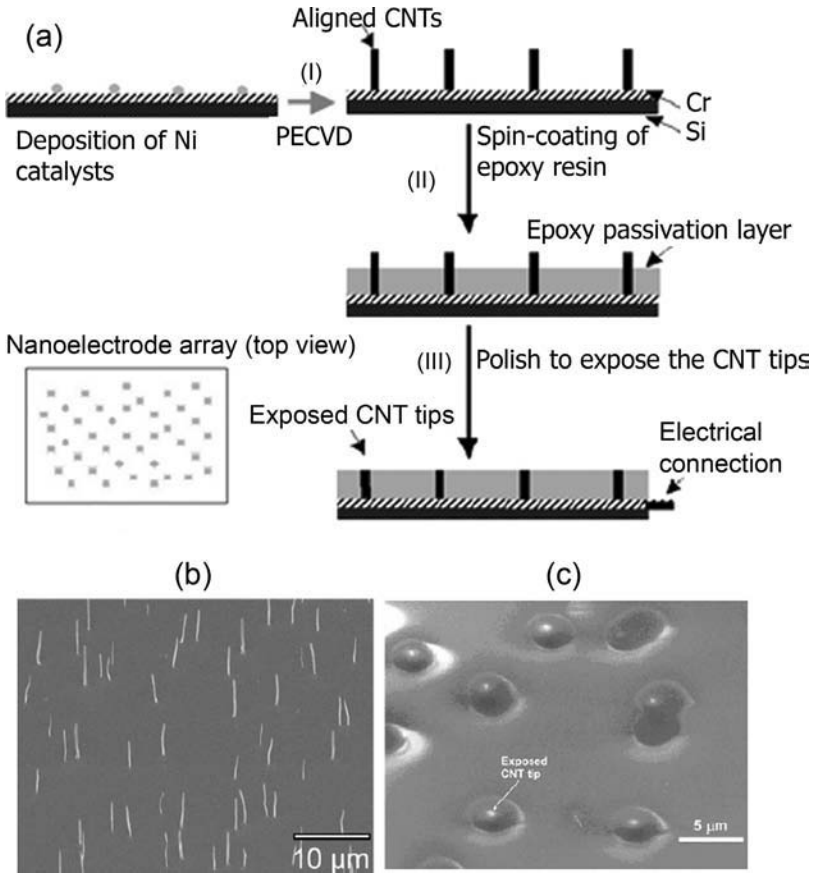 (a)
Aligned CNTs
(I)
PECVD
Cr
Si
Deposition of Ni
catalysts
Spin-coating of
epoxy resin
(II)
Epoxy passivation layer
Nanoelectrode array (top view)
(III)
Polish to expose the CNT tips
Exposed CNT tips
Electrical
connection
(b)
(c)
10 μm
Exposed
CNT tip
5 μm